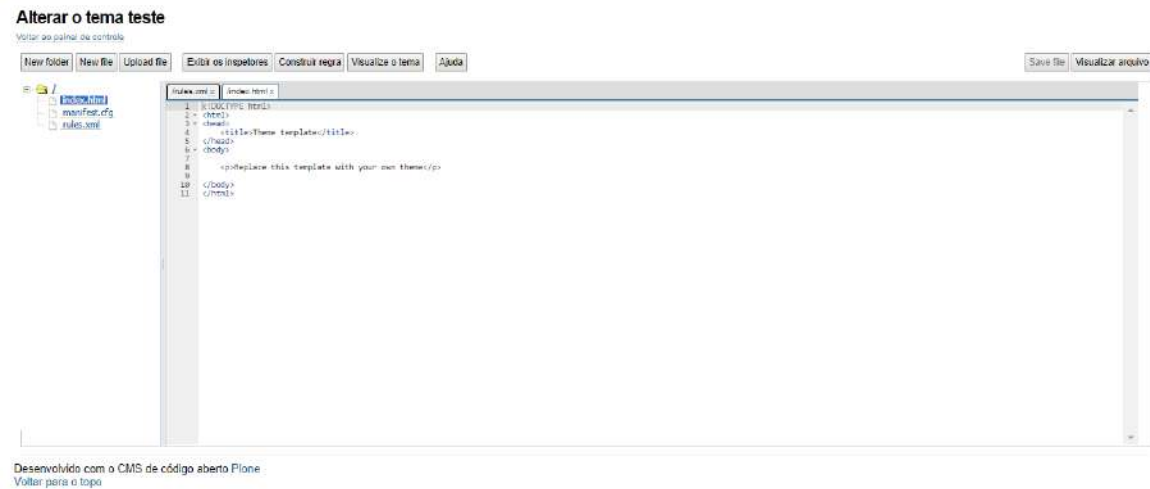 Alterar o tema teste
Voltar ao painel de controle
New folder New file Upload file Exibir os inspetores Construir regra Visualize o tema Ajuda Save file Visualizar arquivo
/
index.html
manifest.cfg
rules.xml
/rules.xml x /index.html x
1 <!DOCTYPE html>
2 <html>
3 <head>
4 <title>Theme template</title>
5 </head>
6 <body>
7
8 <p>Replace this template with your own theme</p>
9
10 </body>
11 </html>
Desenvolvido com o CMS de código aberto Plone
Voltar para o topo